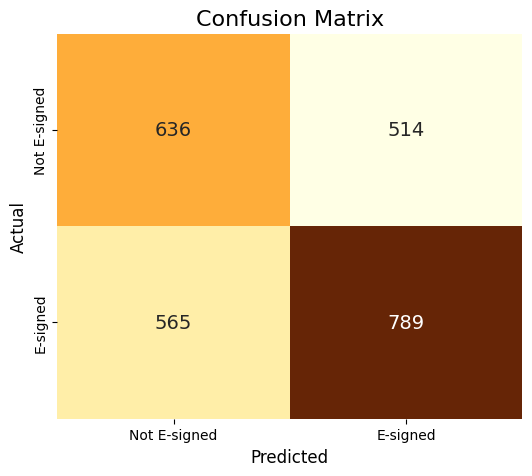 Confusion Matrix
Actual
Not E-signed
636
514
E-signed
565
789
Not E-signed
E-signed
Predicted